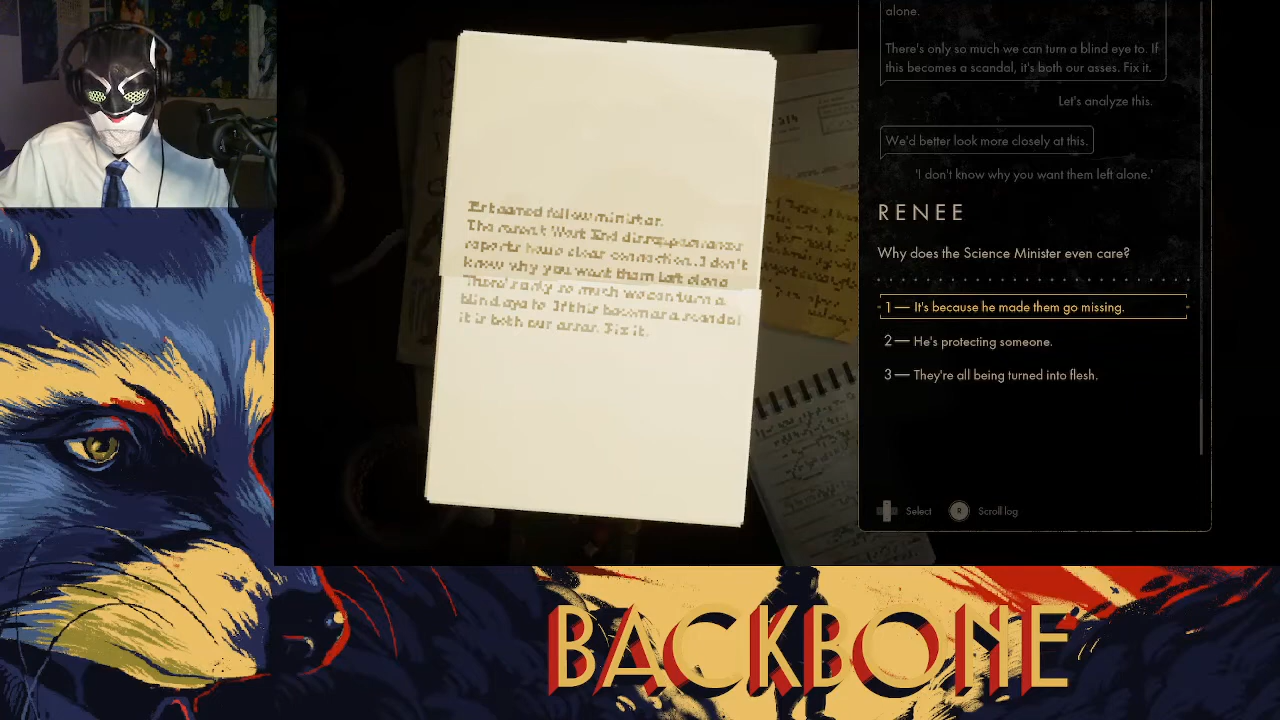 alone.
There's only so much we can turn a blind eye to. If
this becomes a scandal, it's both our asses. Fix it.
Let's analyze this.
We'd better look more closely at this.
'I don't know why you want them left alone.'
RENEE
Why does the Science Minister even care?
1 — It's because he made them go missing.
2 — He's protecting someone.
3 — They're all being turned into flesh.
Select
R
Scroll log
Esteemed fellow minister.
The recent West End disappearances
reports have clear connection. I don't
know why you want them left alone
There's only so much we can turn a
blind eye to. If this becomes a scandal
it is both our asses. Fix it.
BACKBONE